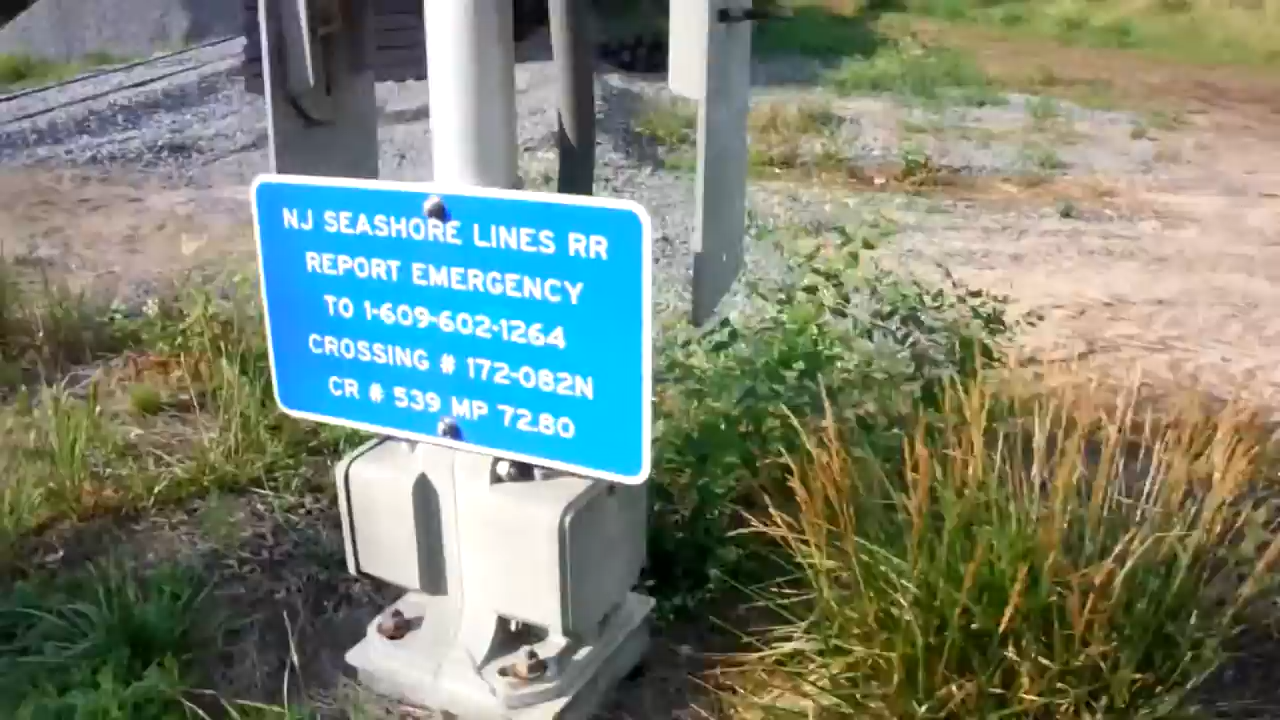 NJ SEASHORE LINES RR
REPORT EMERGENCY
TO 1-609-602-1264
CROSSING # 172-082N
CR # 539 MP 72.80